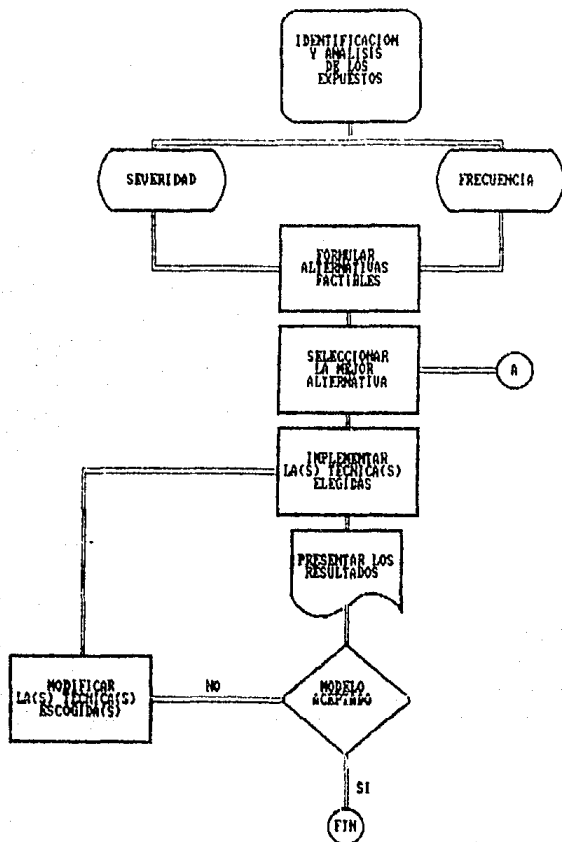 IDENTIFICACION
Y ANALISIS
DE LOS
EXPUESTOS
SEVERIDAD
FRECUENCIA
FORMULAR
ALTERNATIVAS
FACTIBLES
SELECCIONAR
LA MEJOR
ALTERNATIVA
A
IMPLEMENTAR
LA(S) TECNICA(S)
ELEGIDAS
PRESENTAR LOS
RESULTADOS
MODIFICAR
LA(S) TECNICA(S)
ESCOGIDA(S)
NO
MODELO
SI
FIN